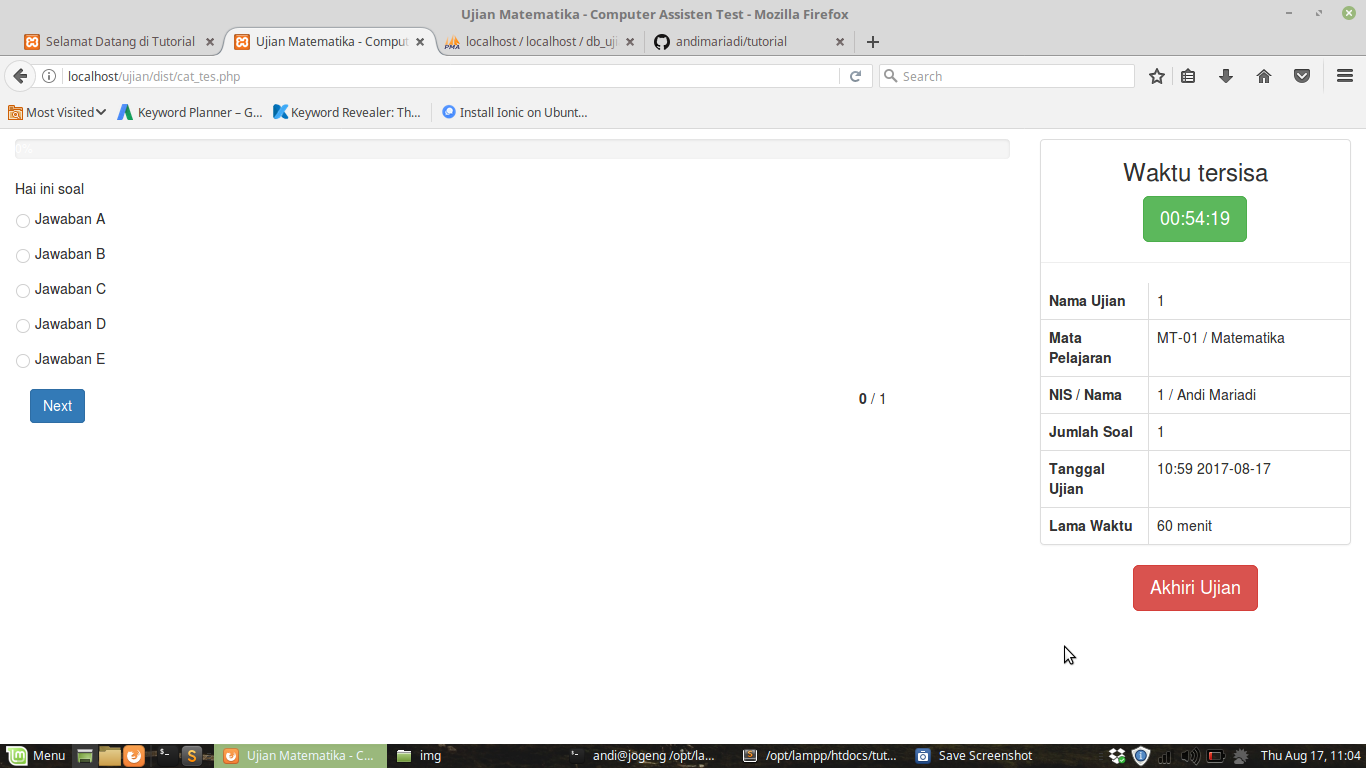 Ujian Matematika - Computer Assisten Test - Mozilla Firefox
Selamat Datang di Tutorial
Ujian Matematika - Comput
localhost / localhost / db_uji
andimariadi/tutorial
localhost/ujian/dist/cat_tes.php
Search
Most Visited
Keyword Planner – G...
Keyword Revealer: Th...
Install Ionic on Ubunt...
Hai ini soal
Jawaban A
Jawaban B
Jawaban C
Jawaban D
Jawaban E
Next
0 / 1
Waktu tersisa
00:54:19
Nama Ujian 1
Mata Pelajaran MT-01 / Matematika
NIS / Nama 1 / Andi Mariadi
Jumlah Soal 1
Tanggal Ujian 10:59 2017-08-17
Lama Waktu 60 menit
Akhiri Ujian
Menu
Ujian Matematika - C...
img
andi@jogeng /opt/la...
/opt/lampp/htdocs/tut...
Save Screenshot
Thu Aug 17, 11:04